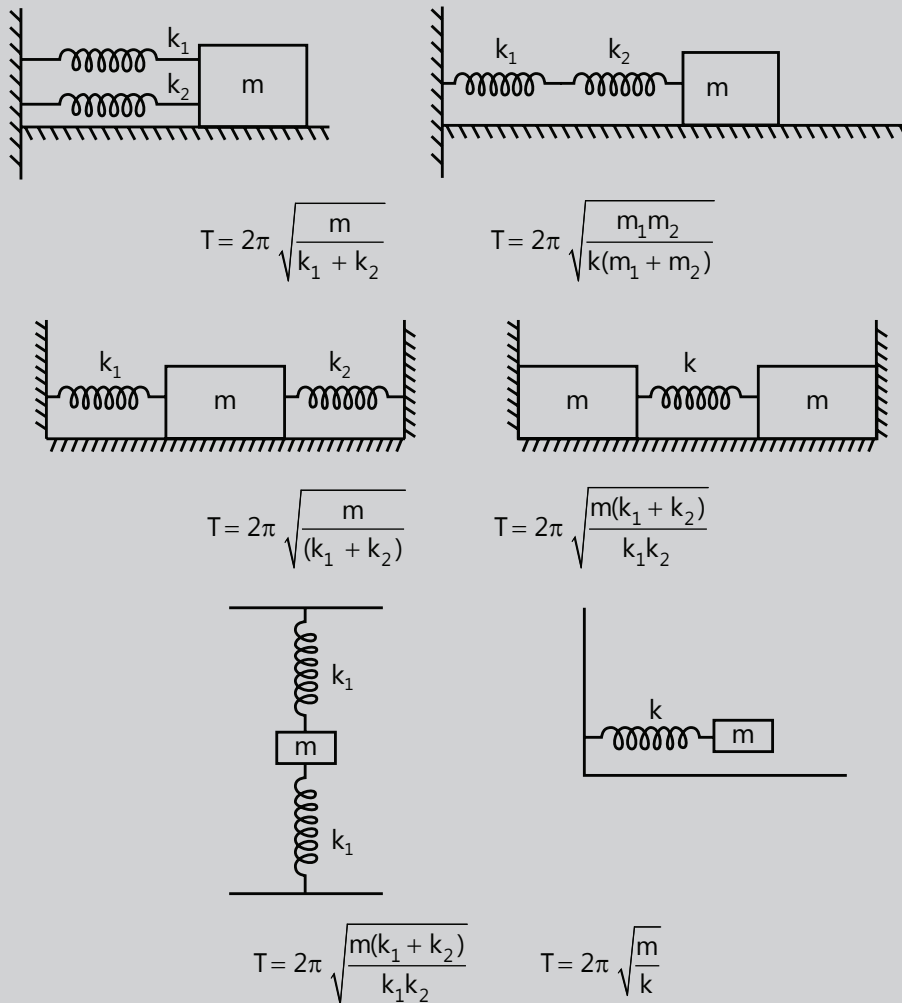 k₁
k₂
m
k₁ k₂
m
T = 2π √(m/(k₁ + k₂))
T = 2π √(m₁m₂/(k(m₁ + m₂)))
k₁ m k₂
m k m
T = 2π √(m/((k₁ + k₂)))
T = 2π √(m(k₁ + k₂)/(k₁k₂))
k₁
m
k₁
k
m
T = 2π √(m(k₁ + k₂)/(k₁k₂))
T = 2π √(m/k)